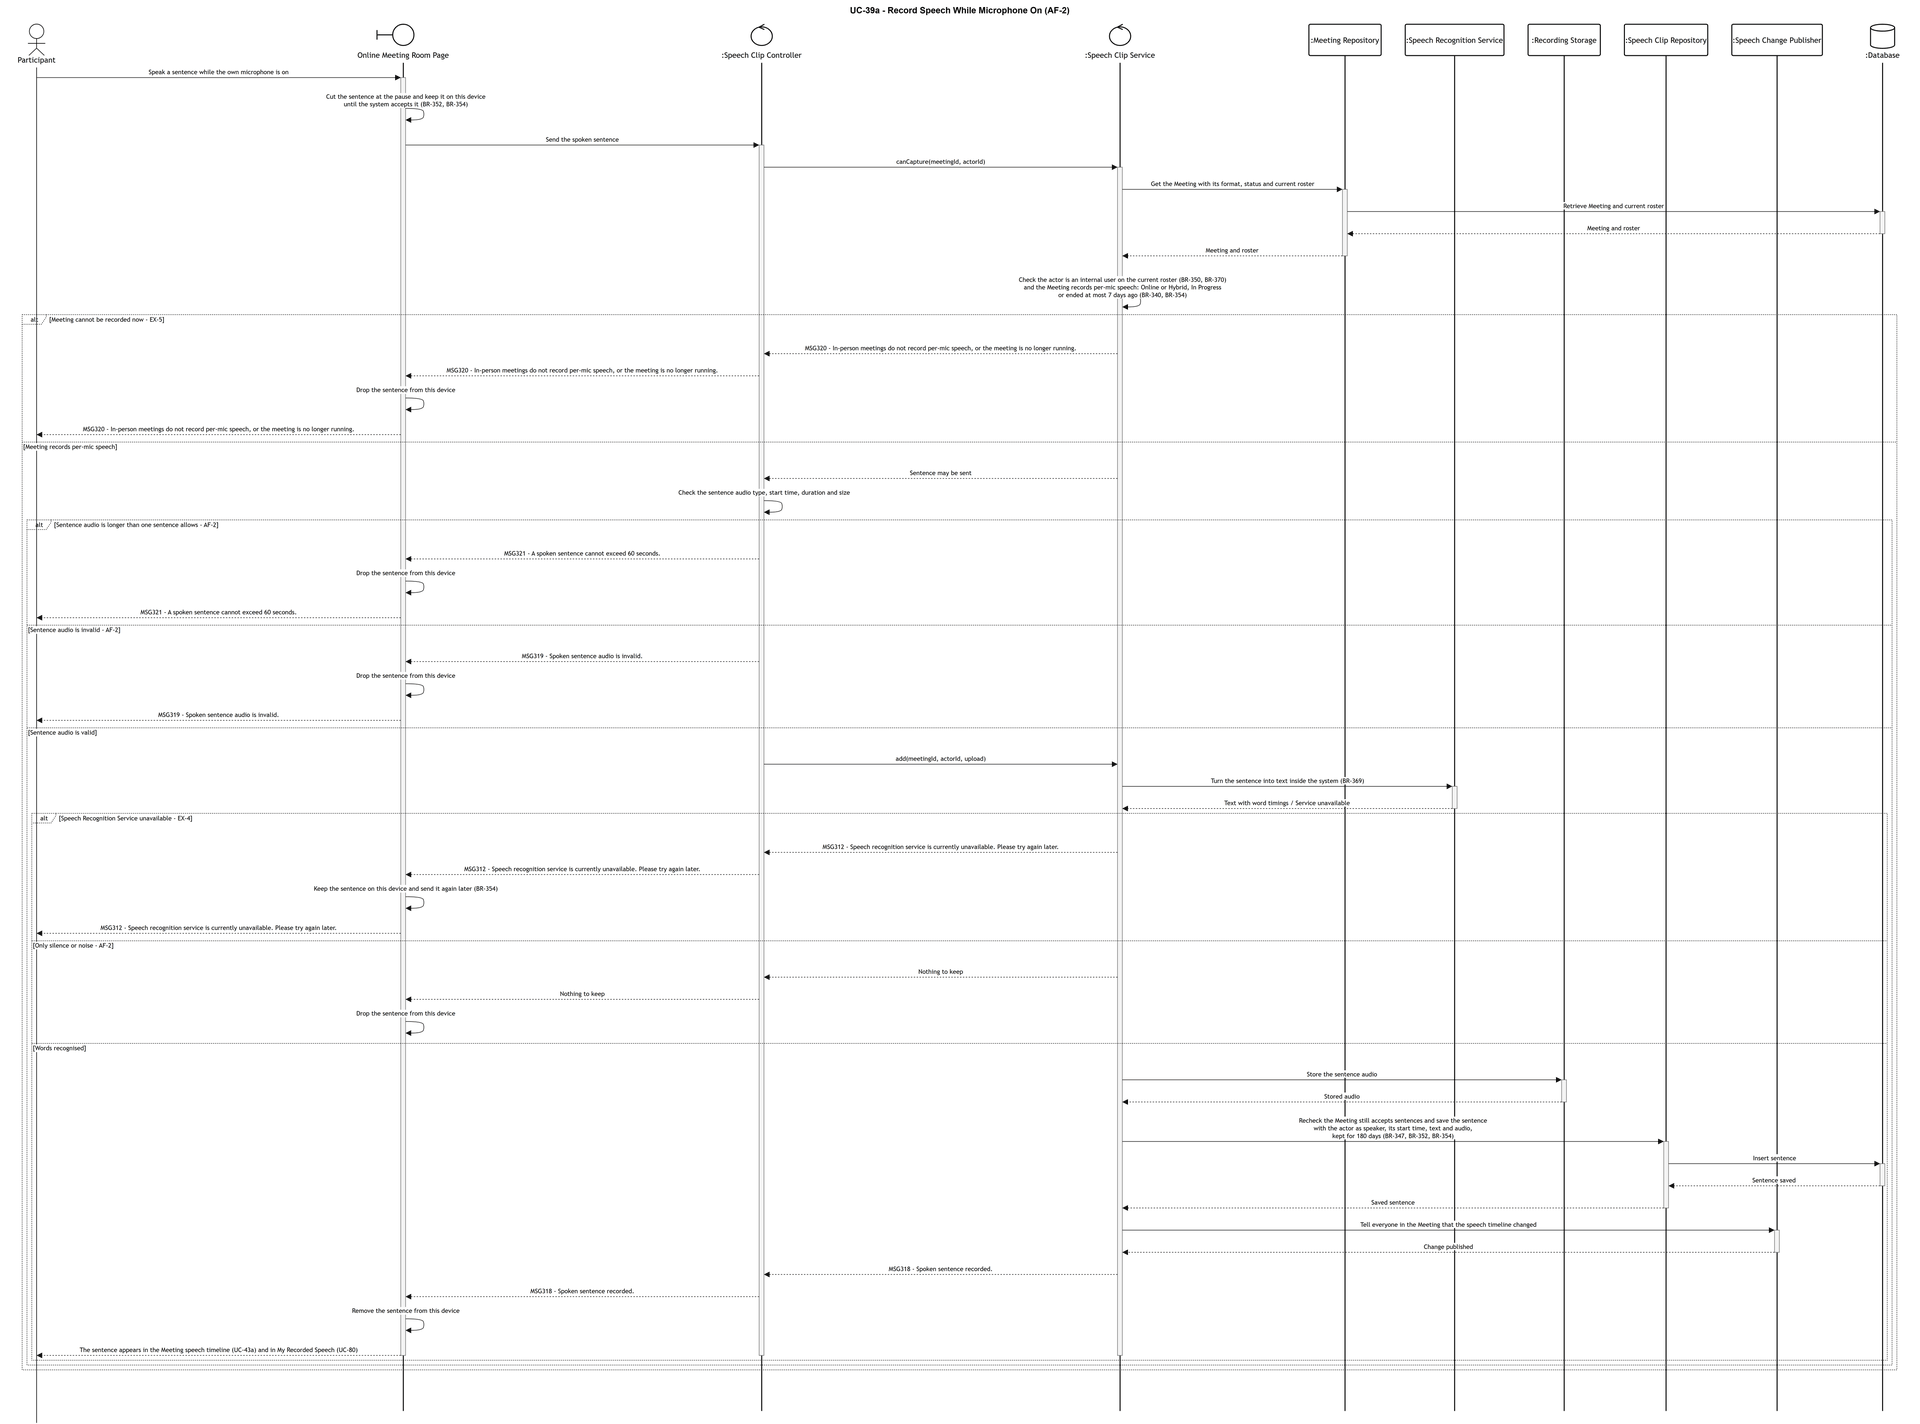 UC-39a - Record Speech While Microphone On (AF-2)
Participant
Online Meeting Room Page
:Speech Clip Controller
:Speech Clip Service
:Meeting Repository
:Speech Recognition Service
:Recording Storage
:Speech Clip Repository
:Speech Change Publisher
:Database
Speak a sentence while the own microphone is on
Cut the sentence at the pause and keep it on this device
until the system accepts it (BR-352, BR-354)
Send the spoken sentence
canCapture(meetingId, actorId)
Get the Meeting with its format, status and current roster
Retrieve Meeting and current roster
Meeting and roster
Meeting and roster
Check the actor is an internal user on the current roster (BR-350, BR-370)
and the Meeting records per-mic speech: Online or Hybrid, In Progress
or ended at most 7 days ago (BR-340, BR-354)
alt
[Meeting cannot be recorded now - EX-5]
MSG320 - In-person meetings do not record per-mic speech, or the meeting is no longer running.
MSG320 - In-person meetings do not record per-mic speech, or the meeting is no longer running.
Drop the sentence from this device
MSG320 - In-person meetings do not record per-mic speech, or the meeting is no longer running.
[Meeting records per-mic speech]
Sentence may be sent
Check the sentence audio type, start time, duration and size
alt
[Sentence audio is longer than one sentence allows - AF-2]
MSG321 - A spoken sentence cannot exceed 60 seconds.
Drop the sentence from this device
MSG321 - A spoken sentence cannot exceed 60 seconds.
[Sentence audio is invalid - AF-2]
MSG319 - Spoken sentence audio is invalid.
Drop the sentence from this device
MSG319 - Spoken sentence audio is invalid.
[Sentence audio is valid]
add(meetingId, actorId, upload)
Turn the sentence into text inside the system (BR-369)
Text with word timings / Service unavailable
alt
[Speech Recognition Service unavailable - EX-4]
MSG312 - Speech recognition service is currently unavailable. Please try again later.
MSG312 - Speech recognition service is currently unavailable. Please try again later.
Keep the sentence on this device and send it again later (BR-354)
MSG312 - Speech recognition service is currently unavailable. Please try again later.
[Only silence or noise - AF-2]
Nothing to keep
Nothing to keep
Drop the sentence from this device
[Words recognised]
Store the sentence audio
Stored audio
Recheck the Meeting still accepts sentences and save the sentence
with the actor as speaker, its start time, text and audio,
kept for 180 days (BR-347, BR-352, BR-354)
Insert sentence
Sentence saved
Saved sentence
Tell everyone in the Meeting that the speech timeline changed
Change published
MSG318 - Spoken sentence recorded.
MSG318 - Spoken sentence recorded.
Remove the sentence from this device
The sentence appears in the Meeting speech timeline (UC-43a) and in My Recorded Speech (UC-80)